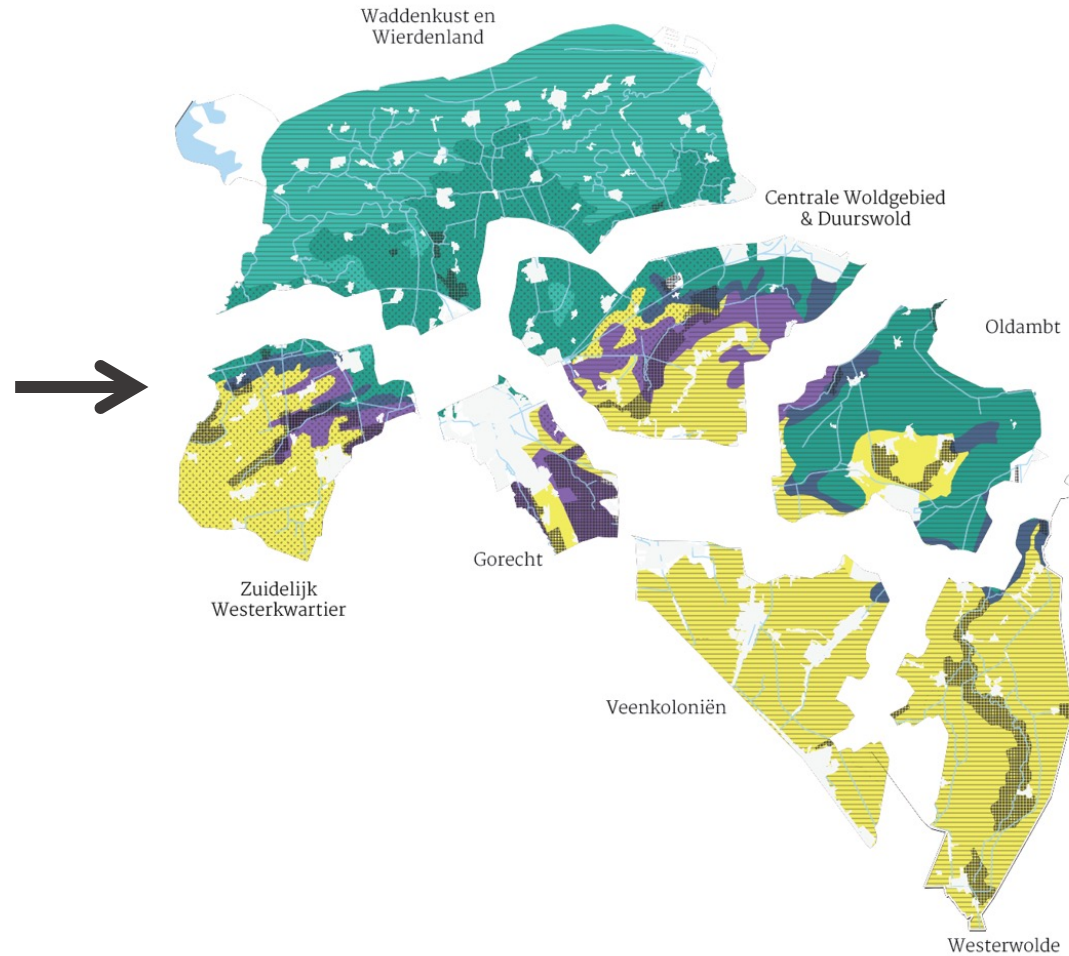 Waddenkust en
Wierdenland
Centrale Woldgebied
& Duurswold
Oldambt
Zuidelijk
Westerkwartier
Gorecht
Veenkoloniën
Westerwolde